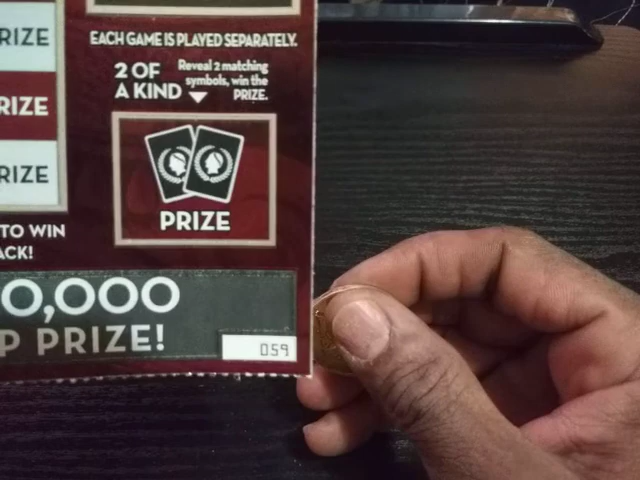 RIZE
RIZE
RIZE
TO WIN
ACK!
EACH GAME IS PLAYED SEPARATELY.
2 OF
A KIND
Reveal 2 matching
symbols, win the
PRIZE.
PRIZE
0,000
P PRIZE!
059